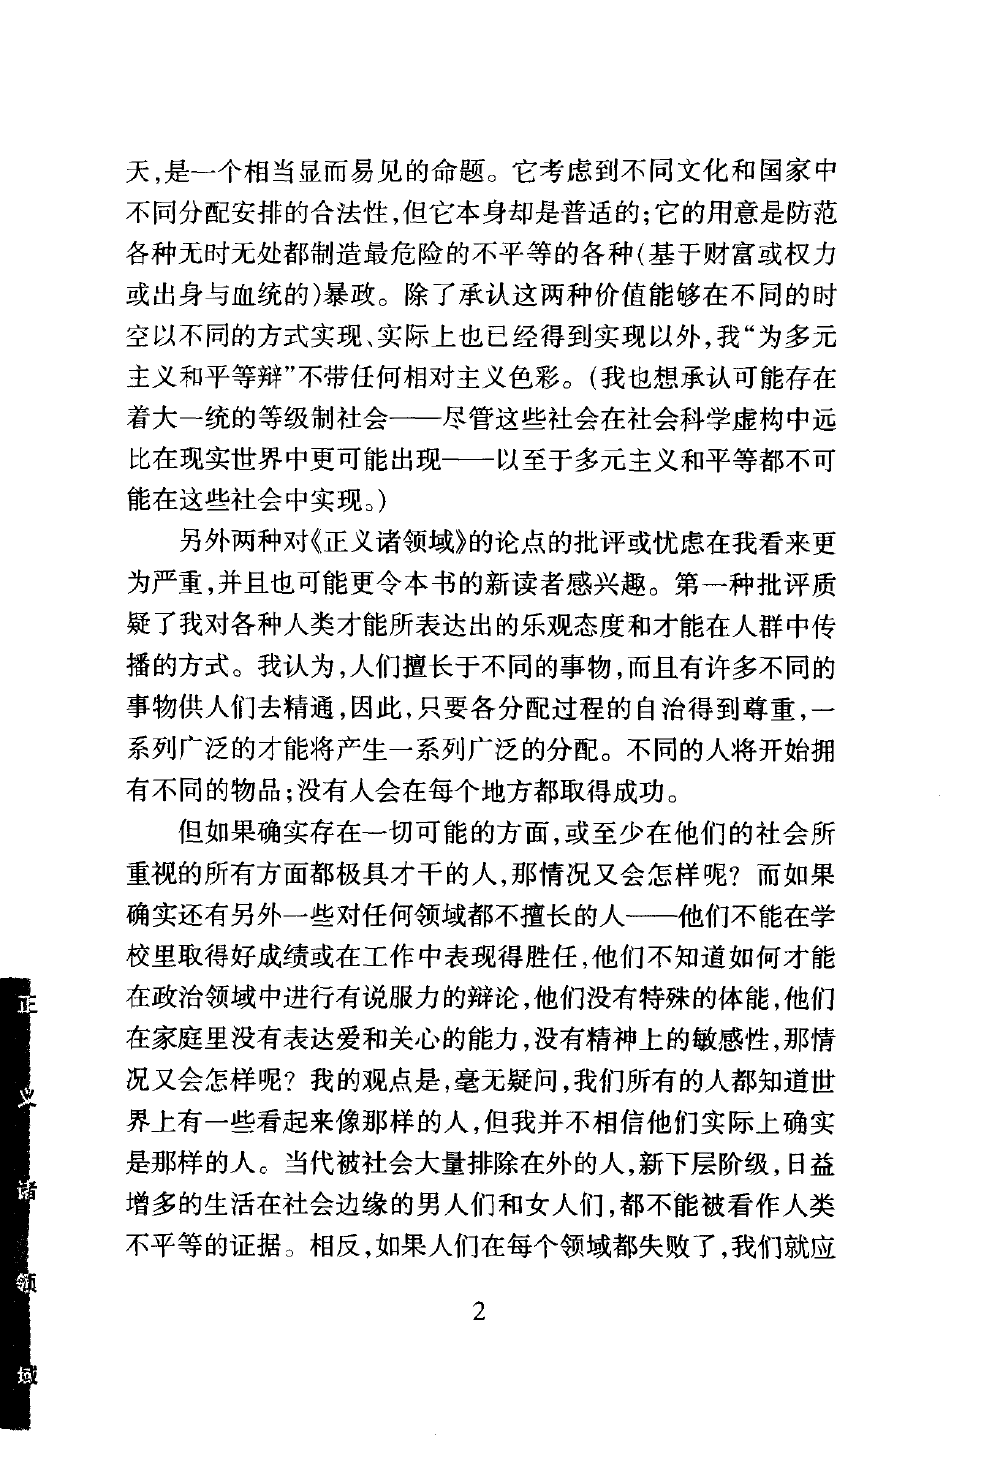 天,是一个相当显而易见的命题。它考虑到不同文化和国家中
不同分配安排的合法性,但它本身却是普适的;它的用意是防范
各种无时无处都制造最危险的不平等的各种(基于财富或权力
或出身与血统的)暴政。除了承认这两种价值能够在不同的时
空以不同的方式实现、实际上也已经得到实现以外,我“为多元
主义和平等辩”不带任何相对主义色彩。(我也想承认可能存在
着大一统的等级制社会——尽管这些社会在社会科学虚构中远
比在现实世界中更可能出现——以至于多元主义和平等都不可
能在这些社会中实现。)
另外两种对《正义诸领域》的论点的批评或忧虑在我看来更
为严重,并且也可能更令本书的新读者感兴趣。第一种批评质
疑了我对各种人类才能所表达出的乐观态度和才能在人群中传
播的方式。我认为,人们擅长于不同的事物,而且有许多不同的
事物供人们去精通,因此,只要各分配过程的自治得到尊重,一
系列广泛的才能将产生一系列广泛的分配。不同的人将开始拥
有不同的物品;没有人会在每个地方都取得成功。
但如果确实存在一切可能的方面,或至少在他们的社会所
重视的所有方面都极具才干的人,那情况又会怎样呢?而如果
确实还有另外一些对任何领域都不擅长的人——他们不能在学
校里取得好成绩或在工作中表现得胜任,他们不知道如何才能
在政治领域中进行有说服力的辩论,他们没有特殊的体能,他们
在家庭里没有表达爱和关心的能力,没有精神上的敏感性,那情
况又会怎样呢?我的观点是,毫无疑问,我们所有的人都知道世
界上有一些看起来像那样的人,但我并不相信他们实际上确实
是那样的人。当代被社会大量排除在外的人,新下层阶级,日益
增多的生活在社会边缘的男人们和女人们,都不能被看作人类
不平等的证据。相反,如果人们在每个领域都失败了,我们就应
2
正义诸领域